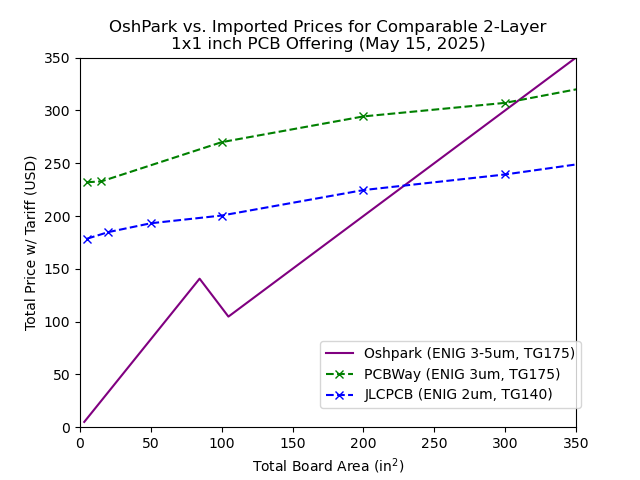 OshPark vs. Imported Prices for Comparable 2-Layer
1x1 inch PCB Offering (May 15, 2025)
350
300
250
200
150
100
50
0
Total Price w/ Tariff (USD)
Oshpark (ENIG 3-5um, TG175)
PCBWay (ENIG 3um, TG175)
JLCPCB (ENIG 2um, TG140)
0 50 100 150 200 250 300 350
Total Board Area (in²)